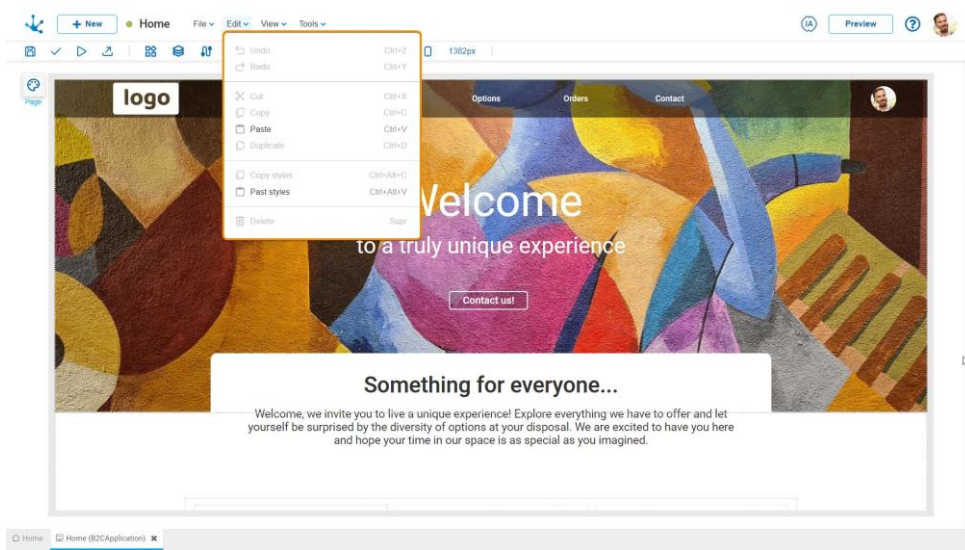 + New
Home
File
Edit
View
Tools
IA
Preview
?
1382px
Page
Undo Ctrl+Z
Redo Ctrl+Y
Cut Ctrl+X
Copy Ctrl+C
Paste Ctrl+V
Duplicate Ctrl+D
Copy styles Ctrl+Alt+C
Past styles Ctrl+Alt+V
Delete Supr
logo
Options
Orders
Contact
Welcome
to a truly unique experience
Contact us!
Something for everyone...
Welcome, we invite you to live a unique experience! Explore everything we have to offer and let
yourself be surprised by the diversity of options at your disposal. We are excited to have you here
and hope your time in our space is as special as you imagined.
Home
Home (B2CApplication)